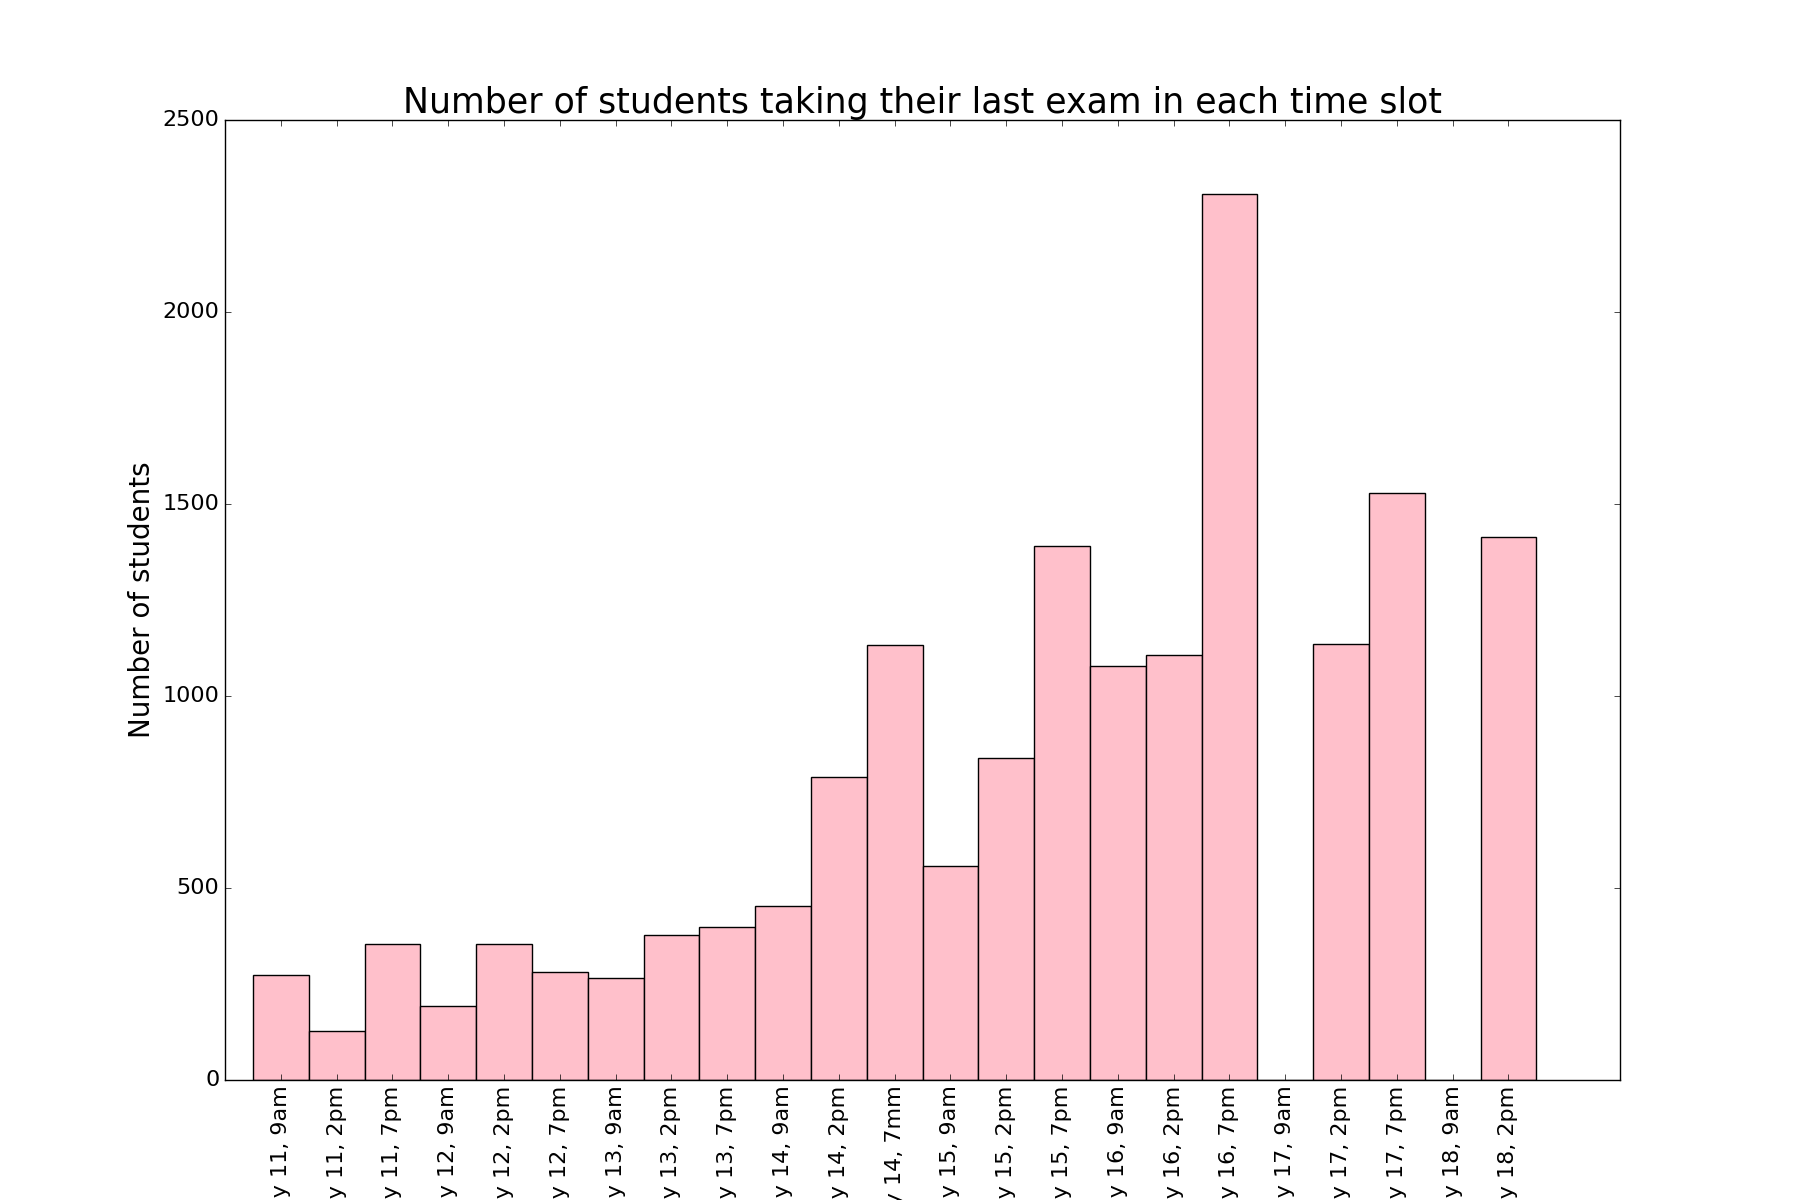 Number of students taking their last exam in each time slot
Number of students
2500
2000
1500
1000
500
0
y 11, 9am
y 11, 2pm
y 11, 7pm
y 12, 9am
y 12, 2pm
y 12, 7pm
y 13, 9am
y 13, 2pm
y 13, 7pm
y 14, 9am
y 14, 2pm
y 14, 7mm
y 15, 9am
y 15, 2pm
y 15, 7pm
y 16, 9am
y 16, 2pm
y 16, 7pm
y 17, 9am
y 17, 2pm
y 17, 7pm
y 18, 9am
y 18, 2pm